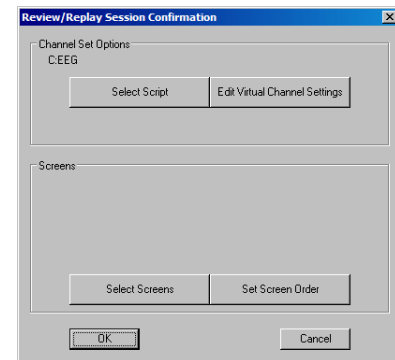 Review/Replay Session Confirmatio
Channel Set Options
C:EEG
Select Script
Edit Virtual Channel Settings
Screens
Select Screens
Set Screen Order
OK
Cancel